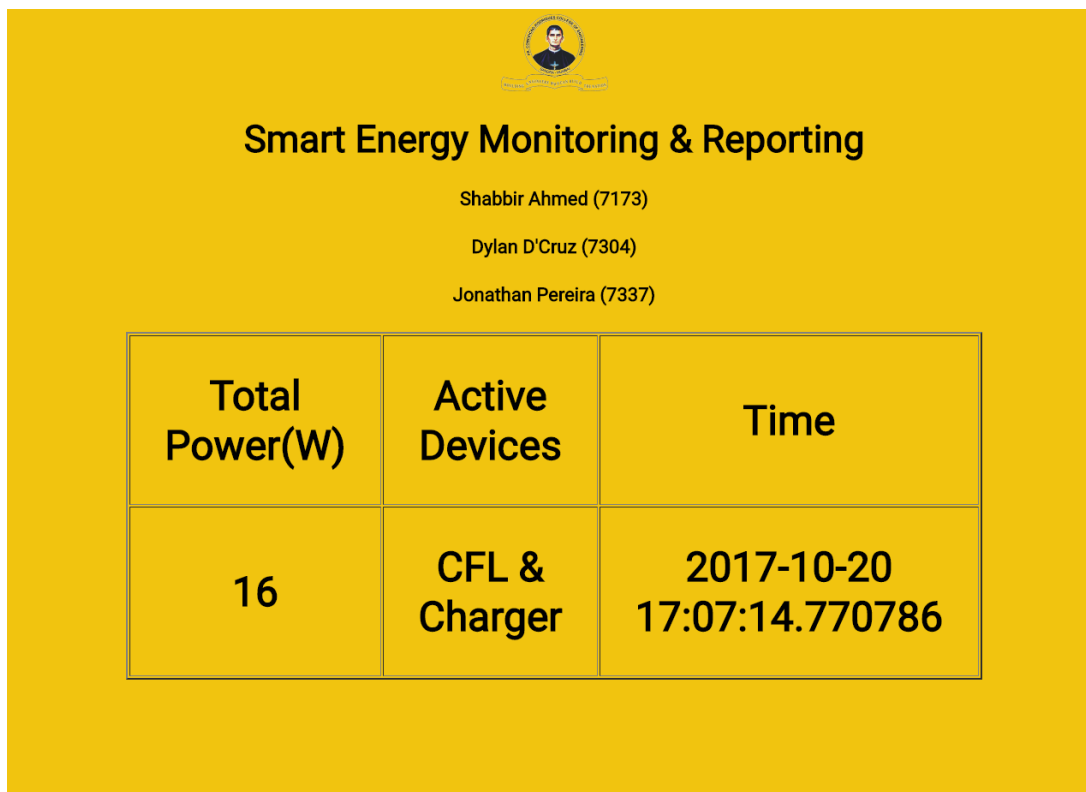 Smart Energy Monitoring & Reporting
Shabbir Ahmed (7173)
Dylan D'Cruz (7304)
Jonathan Pereira (7337)
Total
Power(W)
Active
Devices
Time
16
CFL &
Charger
2017-10-20
17:07:14.770786